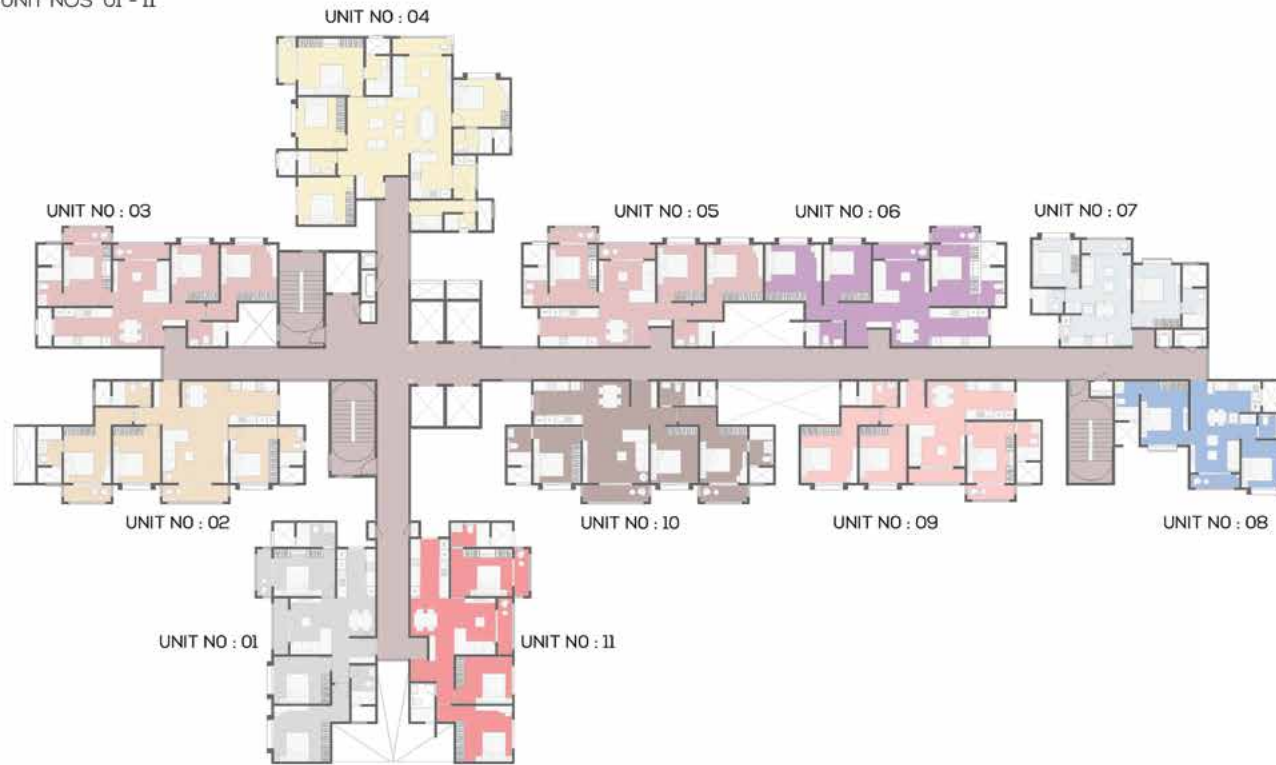 UNIT NOS 01 - 11
UNIT NO : 04
UNIT NO : 03
UNIT NO : 05
UNIT NO : 06
UNIT NO : 07
UNIT NO : 02
UNIT NO : 10
UNIT NO : 09
UNIT NO : 08
UNIT NO : 01
UNIT NO : 11